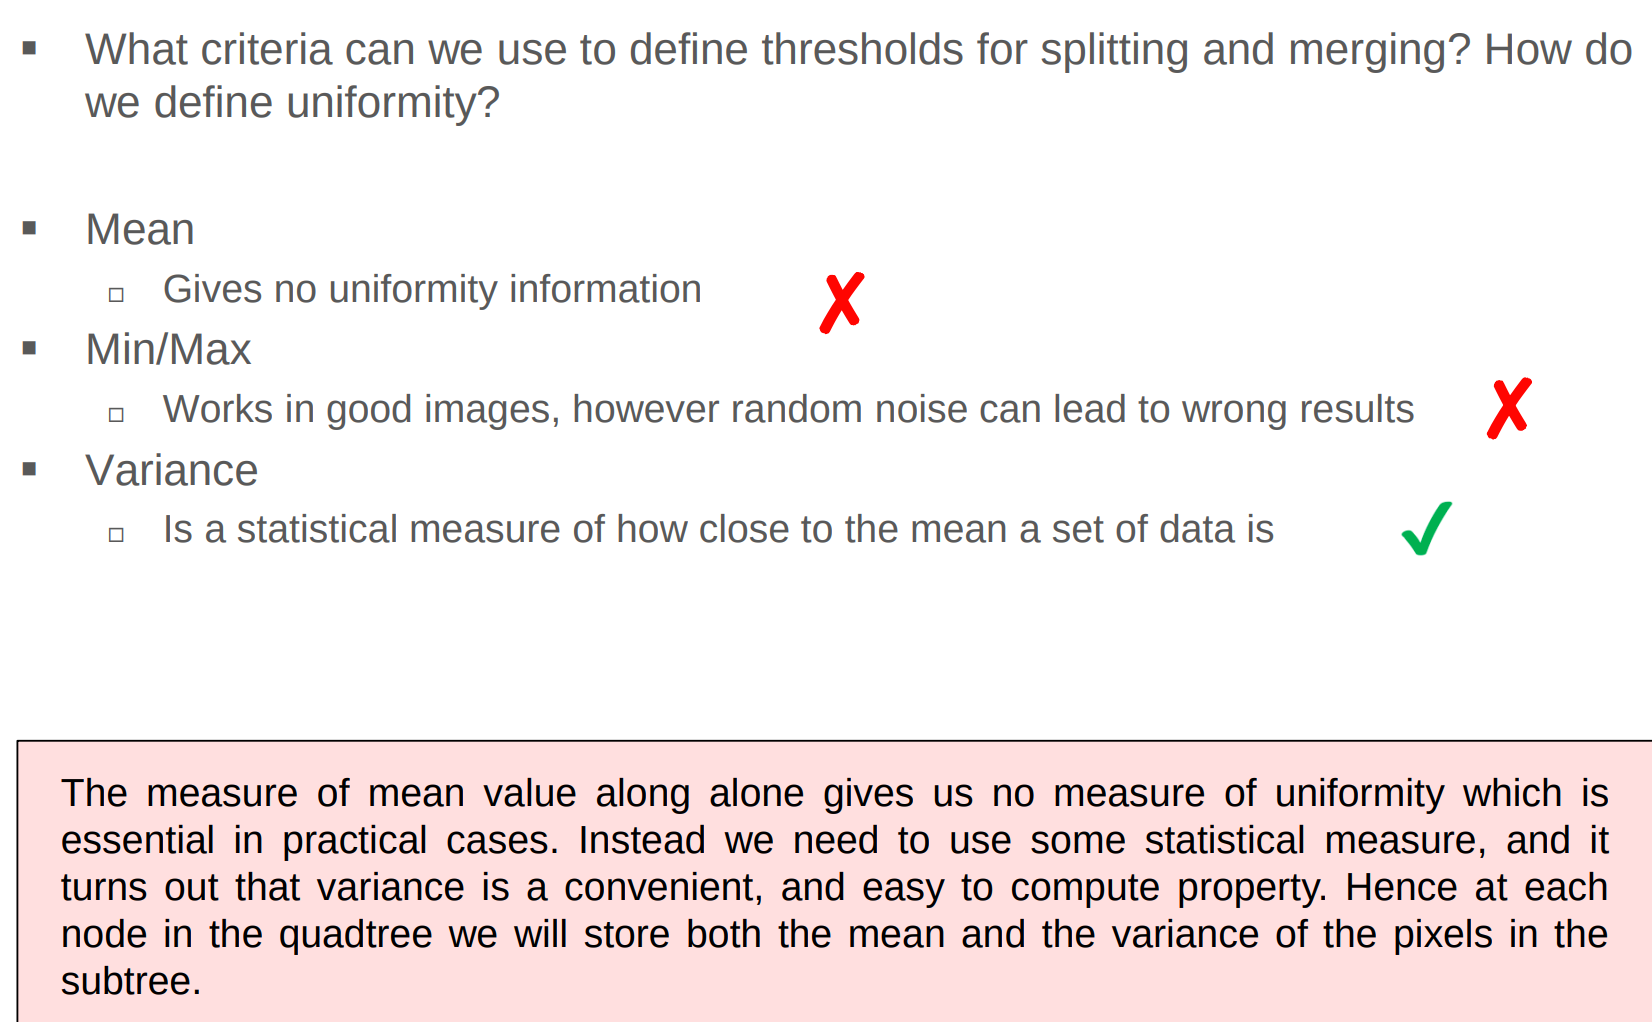 ▪ What criteria can we use to define thresholds for splitting and merging? How do
we define uniformity?
▪ Mean
▫ Gives no uniformity information
▪ Min/Max
▫ Works in good images, however random noise can lead to wrong results
▪ Variance
▫ Is a statistical measure of how close to the mean a set of data is
The measure of mean value along alone gives us no measure of uniformity which is
essential in practical cases. Instead we need to use some statistical measure, and it
turns out that variance is a convenient, and easy to compute property. Hence at each
node in the quadtree we will store both the mean and the variance of the pixels in the
subtree.